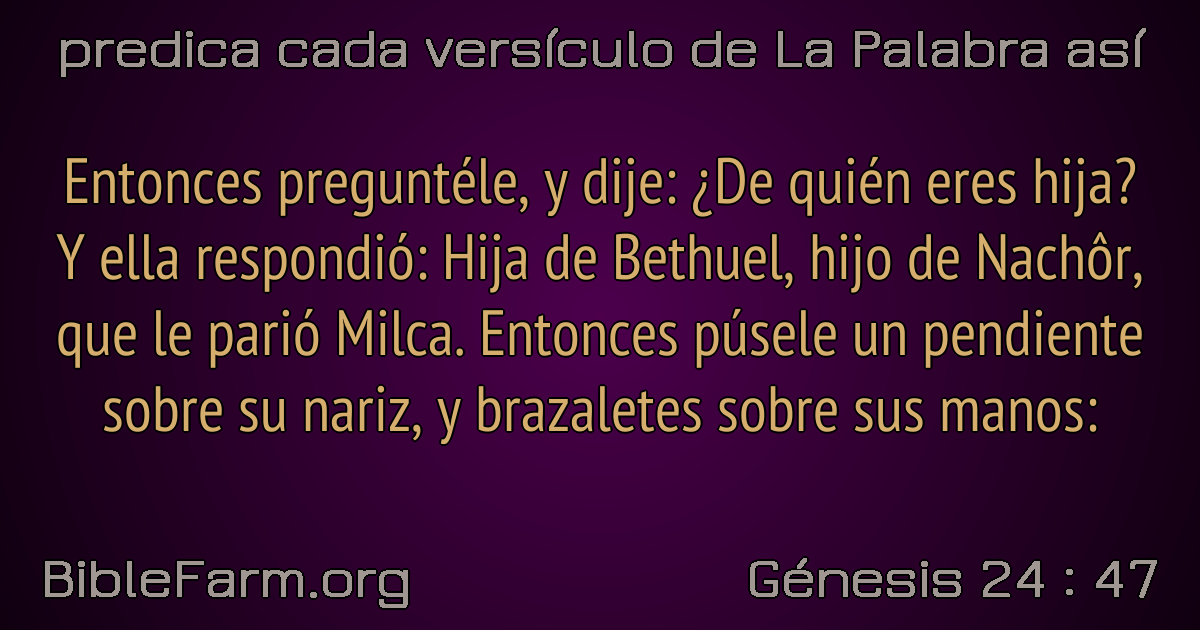 predica cada versículo de La Palabra así
Entonces preguntéle, y dije: ¿De quién eres hija?
Y ella respondió: Hija de Bethuel, hijo de Nachôr,
que le parió Milca. Entonces púsele un pendiente
sobre su nariz, y brazaletes sobre sus manos:
BibleFarm.org
Génesis 24 : 47